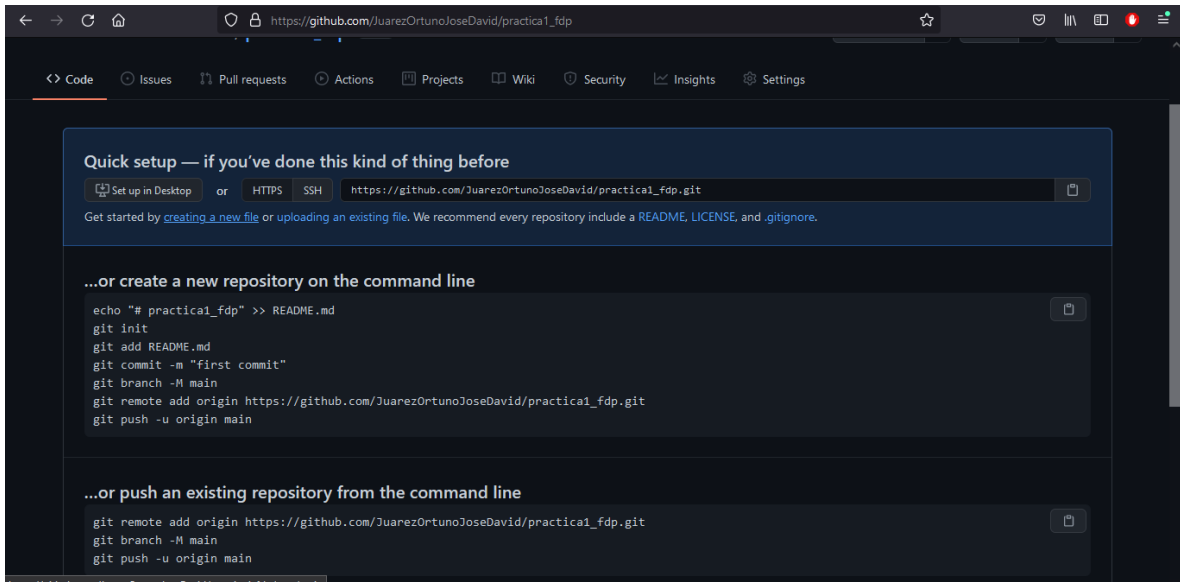 https://github.com/JuarezOrtunoJoseDavid/practica1_fdp
Code Issues Pull requests Actions Projects Wiki Security Insights Settings
Quick setup — if you've done this kind of thing before
Set up in Desktop or HTTPS SSH https://github.com/JuarezOrtunoJoseDavid/practica1_fdp.git
Get started by creating a new file or uploading an existing file. We recommend every repository include a README, LICENSE, and .gitignore.
...or create a new repository on the command line
echo "# practica1_fdp" >> README.md
git init
git add README.md
git commit -m "first commit"
git branch -M main
git remote add origin https://github.com/JuarezOrtunoJoseDavid/practica1_fdp.git
git push -u origin main
...or push an existing repository from the command line
git remote add origin https://github.com/JuarezOrtunoJoseDavid/practica1_fdp.git
git branch -M main
git push -u origin main